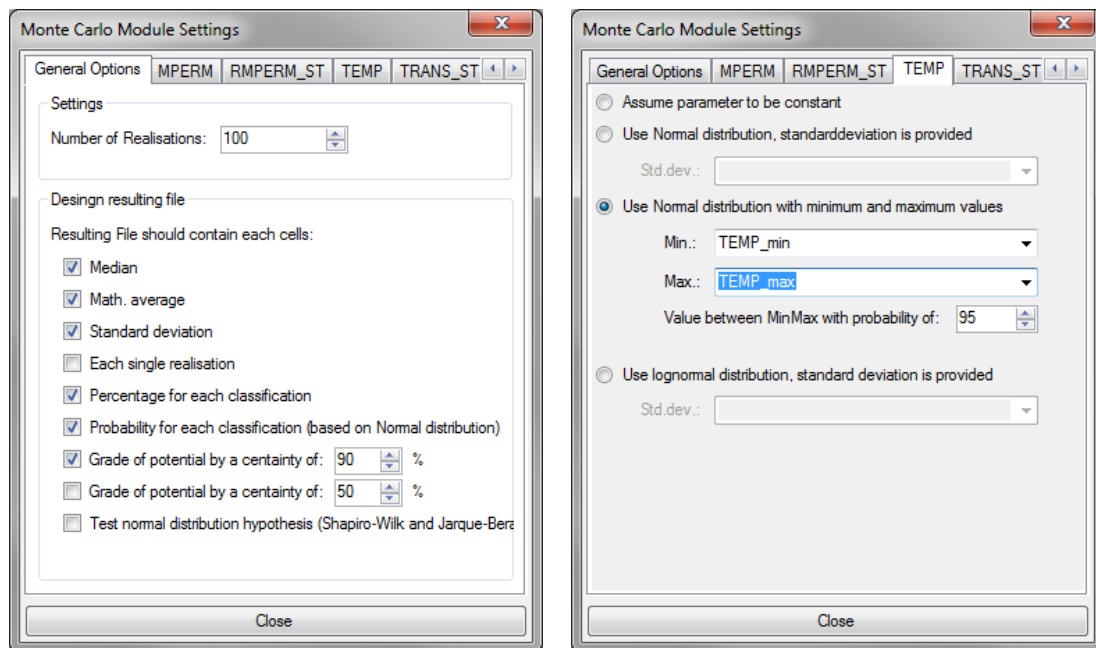 Monte Carlo Module Settings
General Options MPERM RMPERM_ST TEMP TRANS_ST
Settings
Number of Realisations: 100
Desingn resulting file
Resulting File should contain each cells:
Median
Math. average
Standard deviation
Each single realisation
Percentage for each classification
Probability for each classification (based on Normal distribution)
Grade of potential by a centainty of: 90 %
Grade of potential by a centainty of: 50 %
Test normal distribution hypothesis (Shapiro-Wilk and Jarque-Bera
Close
Monte Carlo Module Settings
General Options MPERM RMPERM_ST TEMP TRANS_ST
Assume parameter to be constant
Use Normal distribution, standarddeviation is provided
Std.dev.:
Use Normal distribution with minimum and maximum values
Min.: TEMP_min
Max.: TEMP_max
Value between MinMax with probability of: 95
Use lognormal distribution, standard deviation is provided
Std.dev.:
Close